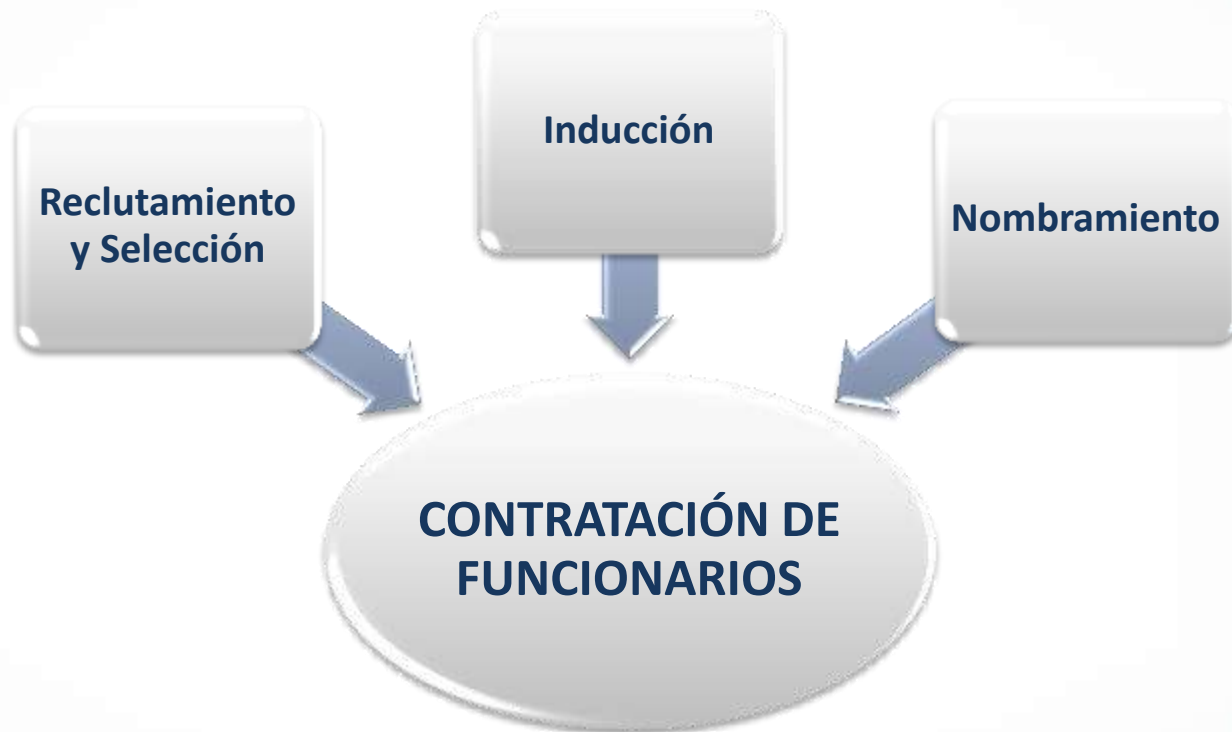 Reclutamiento
y Selección
Inducción
Nombramiento
CONTRATACIÓN DE
FUNCIONARIOS